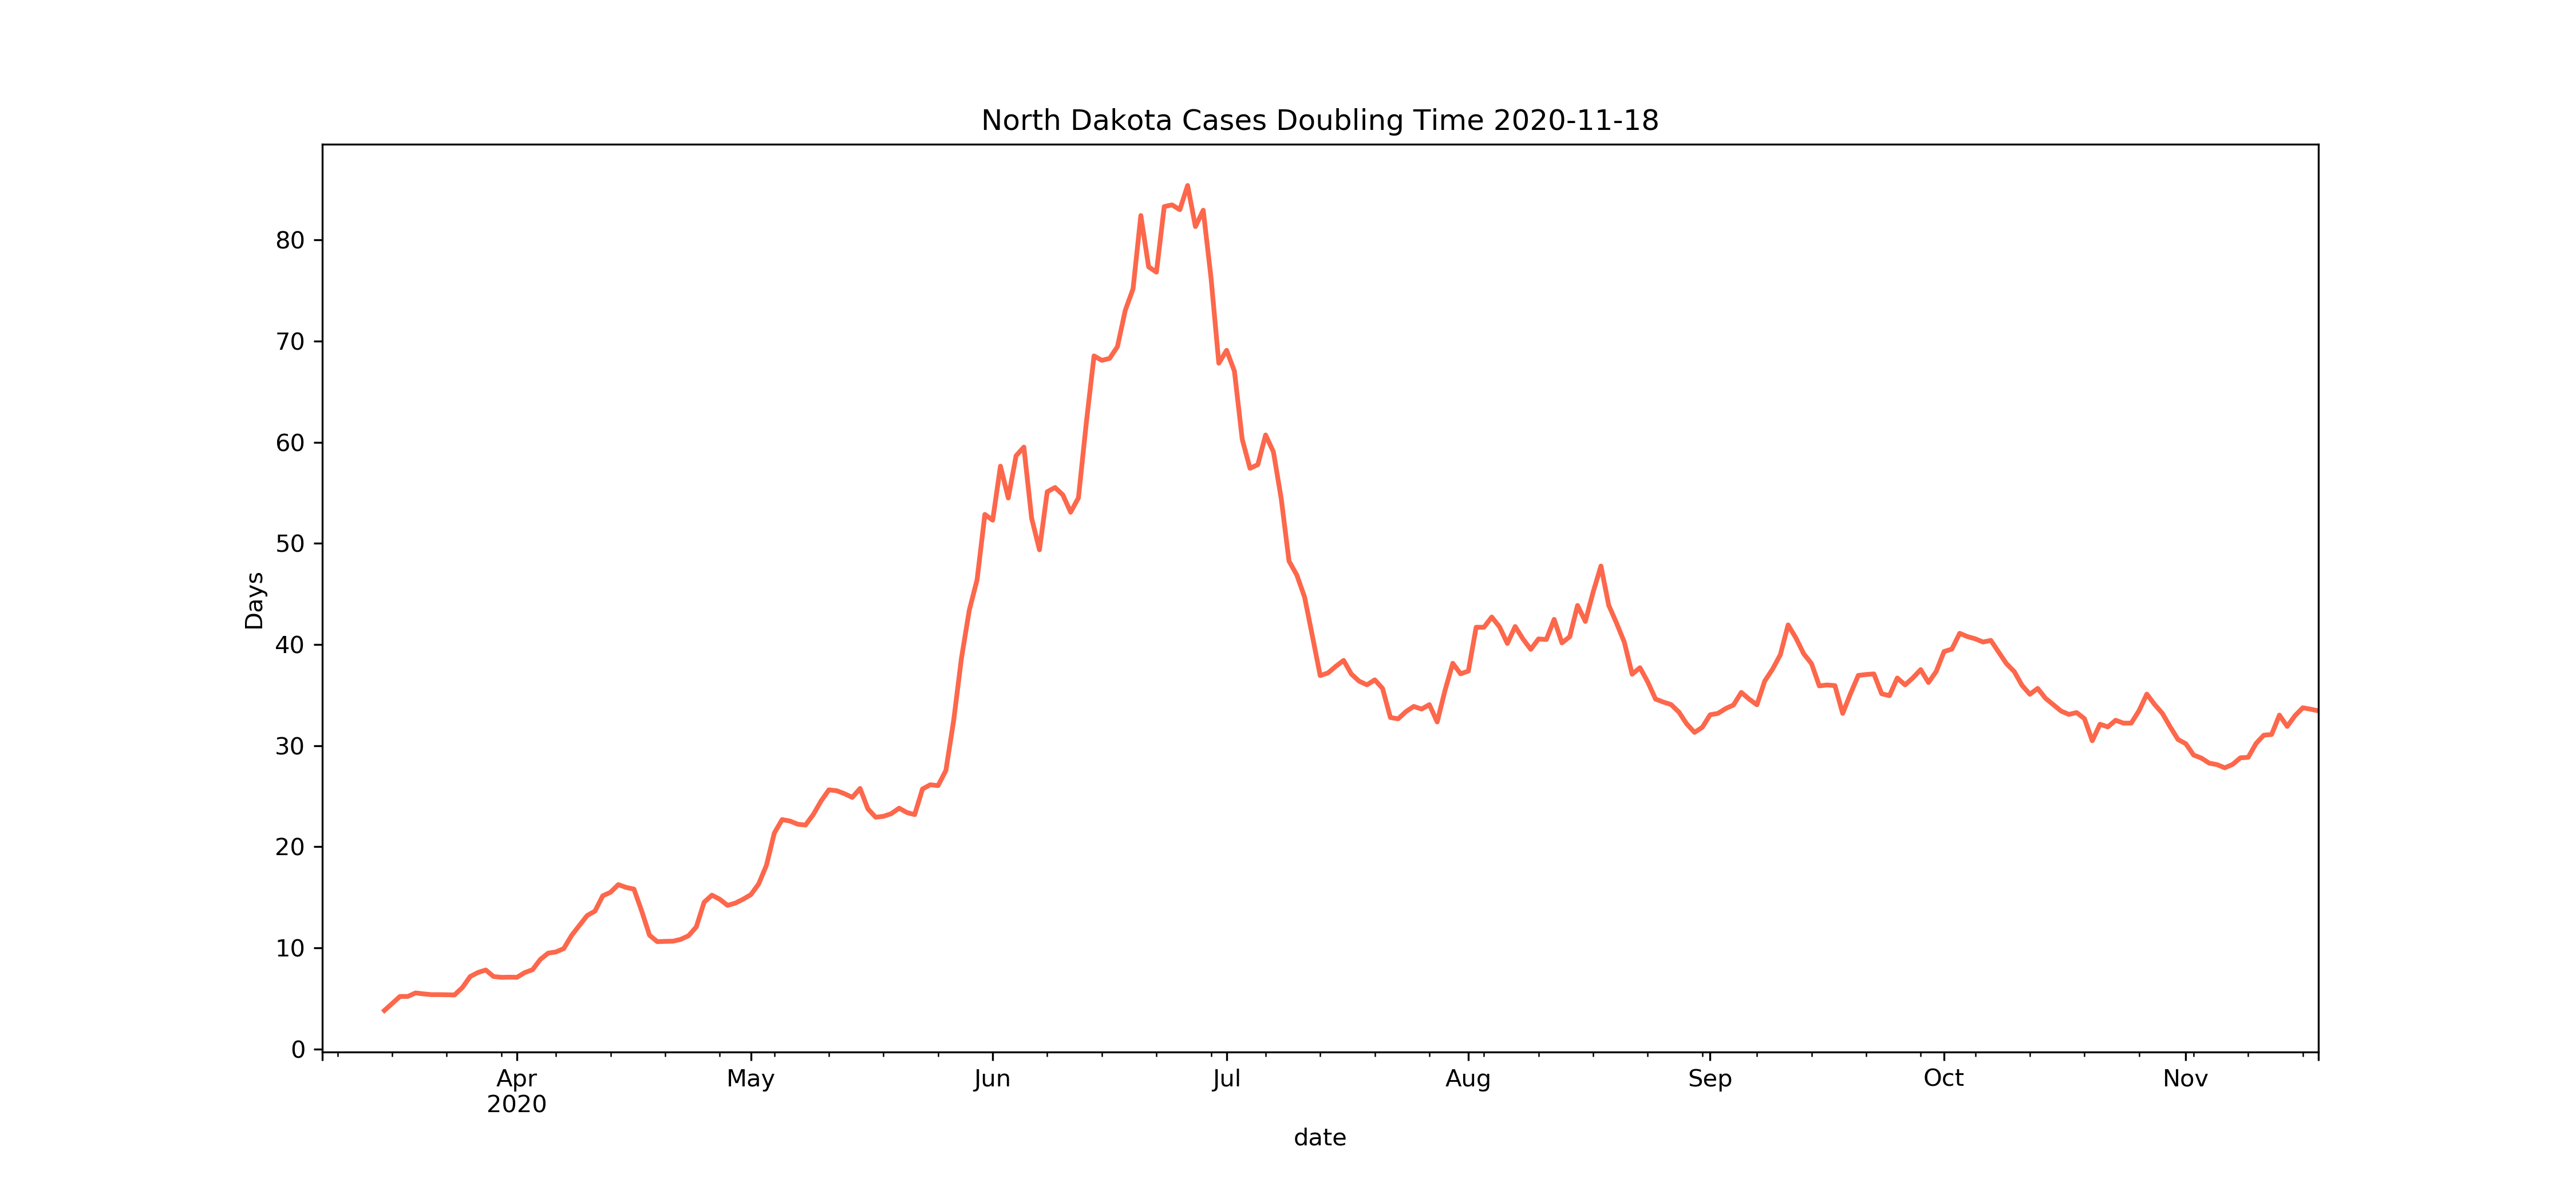 North Dakota Cases Doubling Time 2020-11-18
Days
80
70
60
50
40
30
20
10
0
Apr May Jun Jul Aug Sep Oct Nov
2020
date